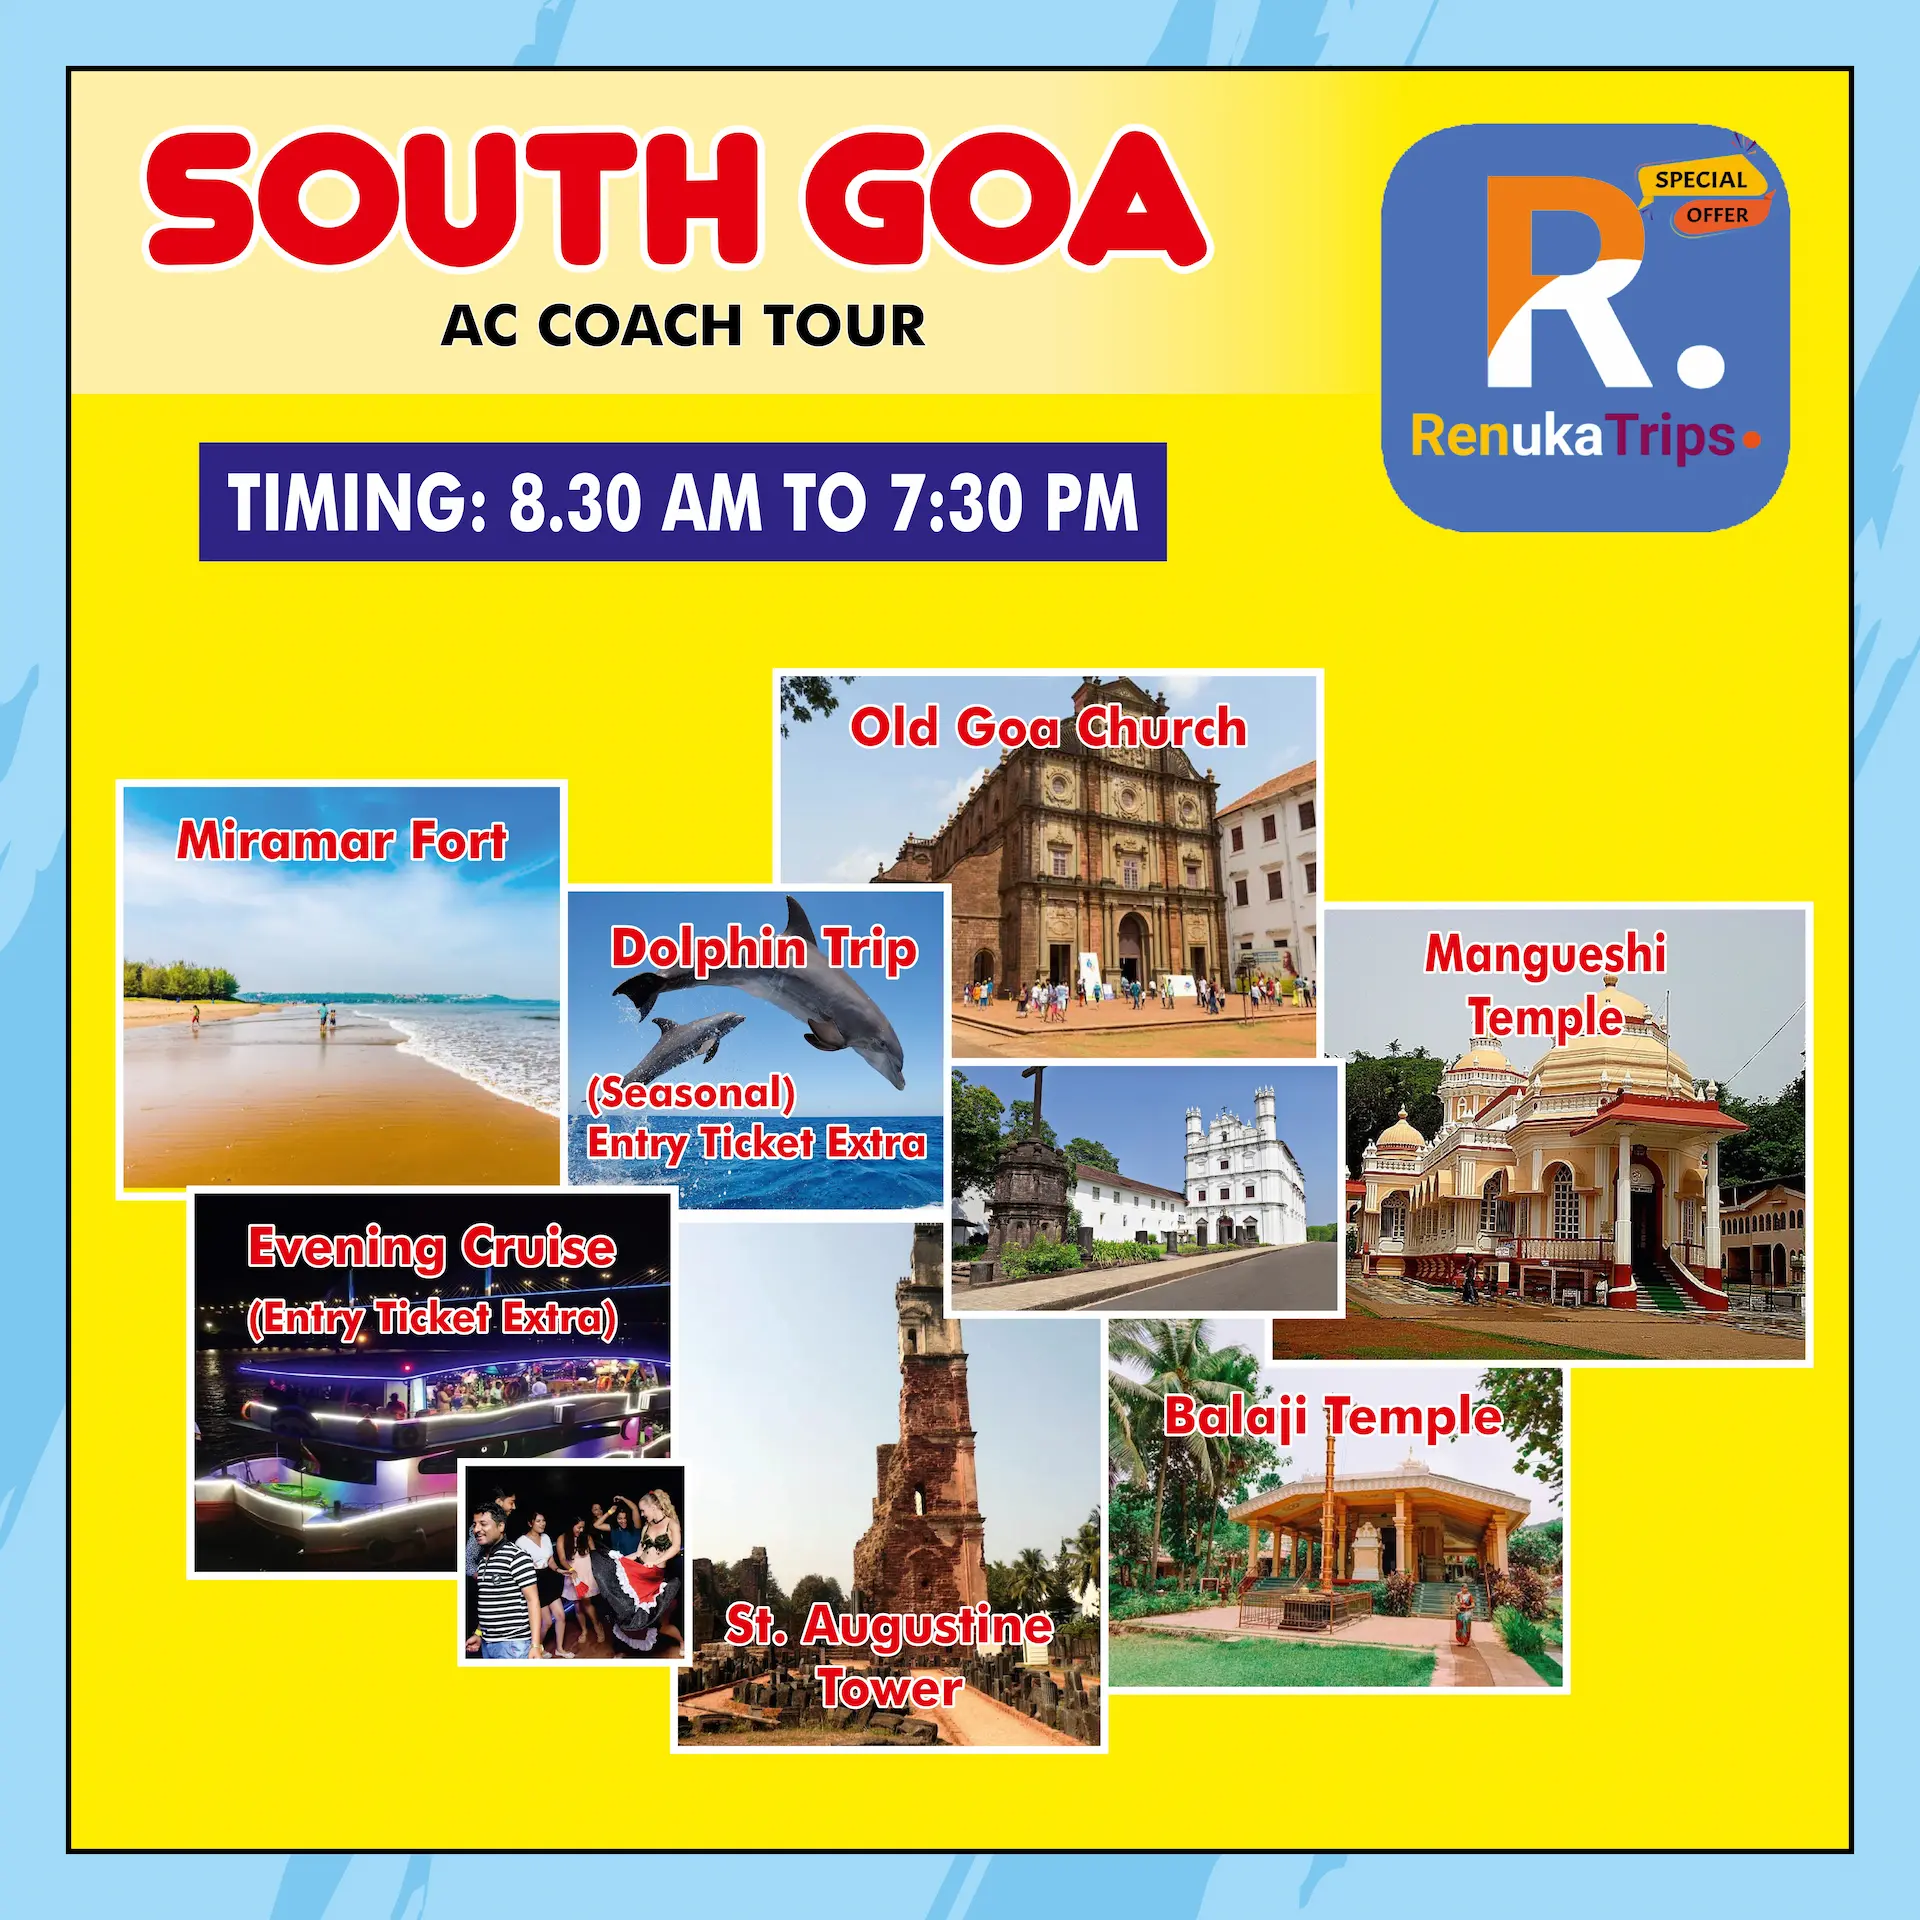 SOUTH GOA
AC COACH TOUR
SPECIAL
OFFER
R.
RenukaTrips
TIMING: 8.30 AM TO 7:30 PM
Old Goa Church
Miramar Fort
Dolphin Trip
(Seasonal)
Entry Ticket Extra
Mangueshi
Temple
Evening Cruise
(Entry Ticket Extra)
Balaji Temple
St. Augustine
Tower